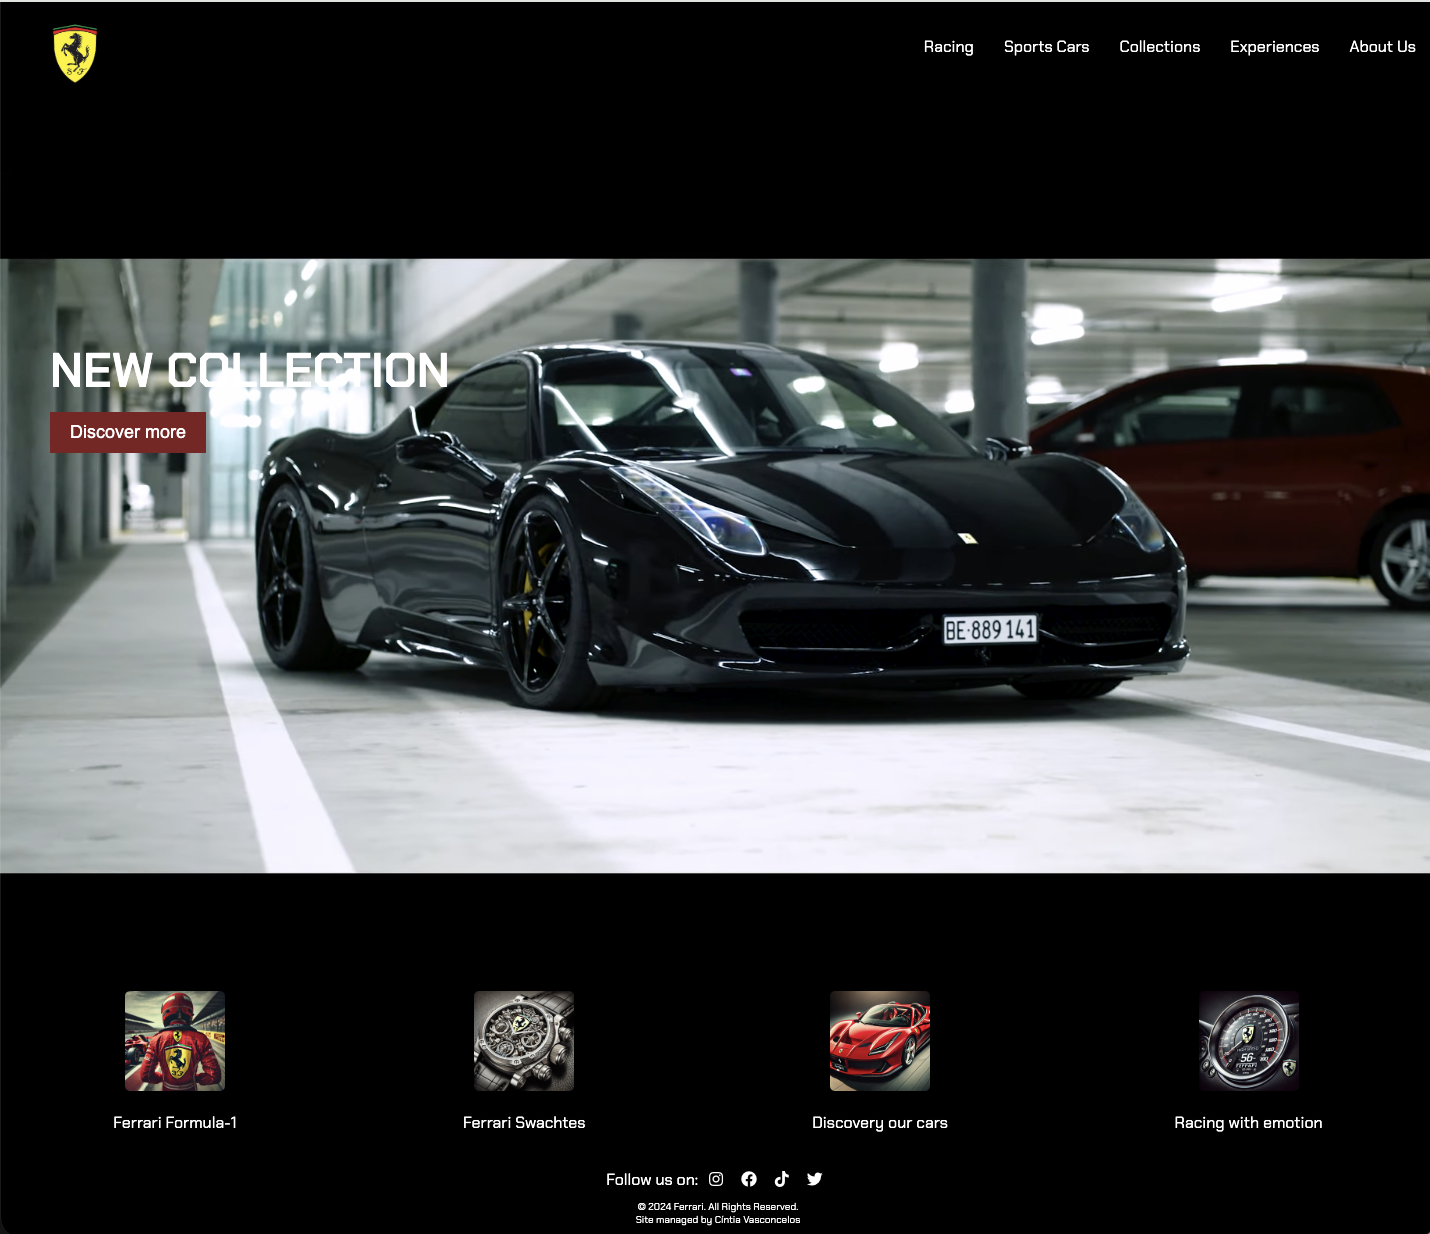 Racing Sports Cars Collections Experiences About Us
NEW COLLECTION
Discover more
BE·889 141
Ferrari Formula-1
Ferrari Swachtes
Discovery our cars
Racing with emotion
Follow us on:
© 2024 Ferrari. All Rights Reserved.
Site managed by Cíntia Vasconcelos